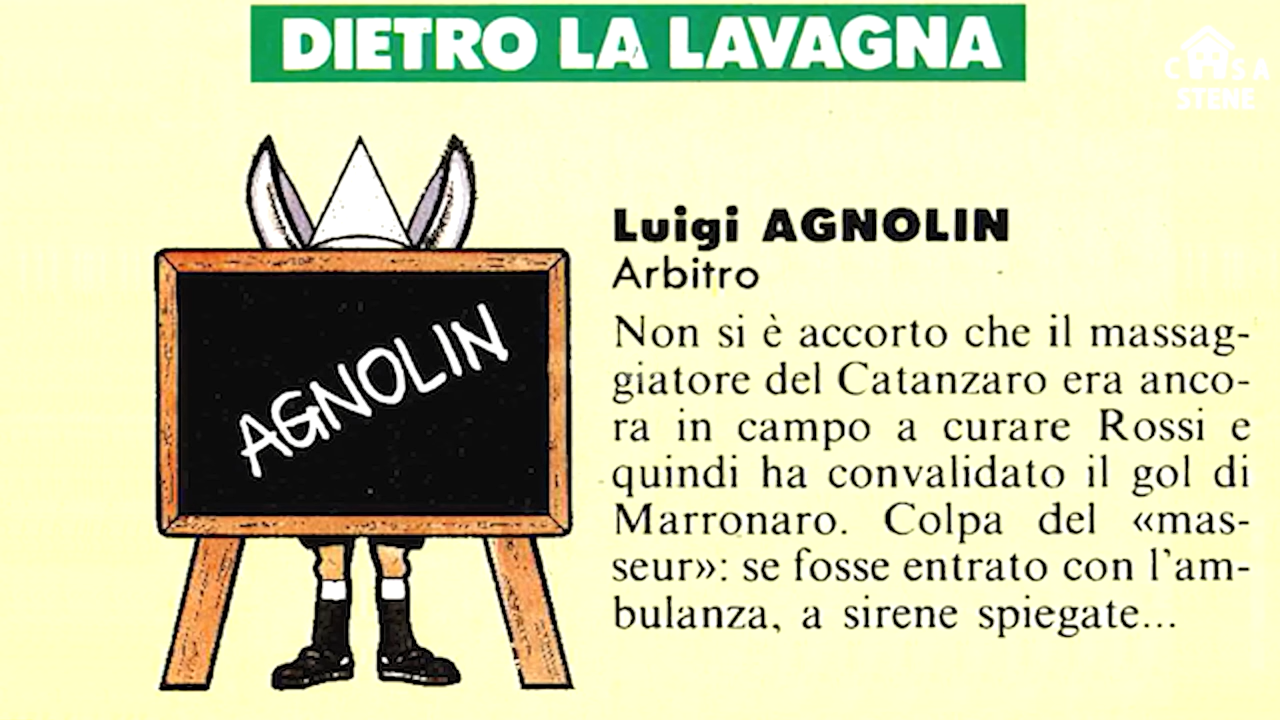 DIETRO LA LAVAGNA
CASA
STENE
AGNOLIN
Luigi AGNOLIN
Arbitro
Non si è accorto che il massag-
giatore del Catanzaro era anco-
ra in campo a curare Rossi e
quindi ha convalidato il gol di
Marronaro. Colpa del «mas-
seur»: se fosse entrato con l'am-
bulanza, a sirene spiegate...